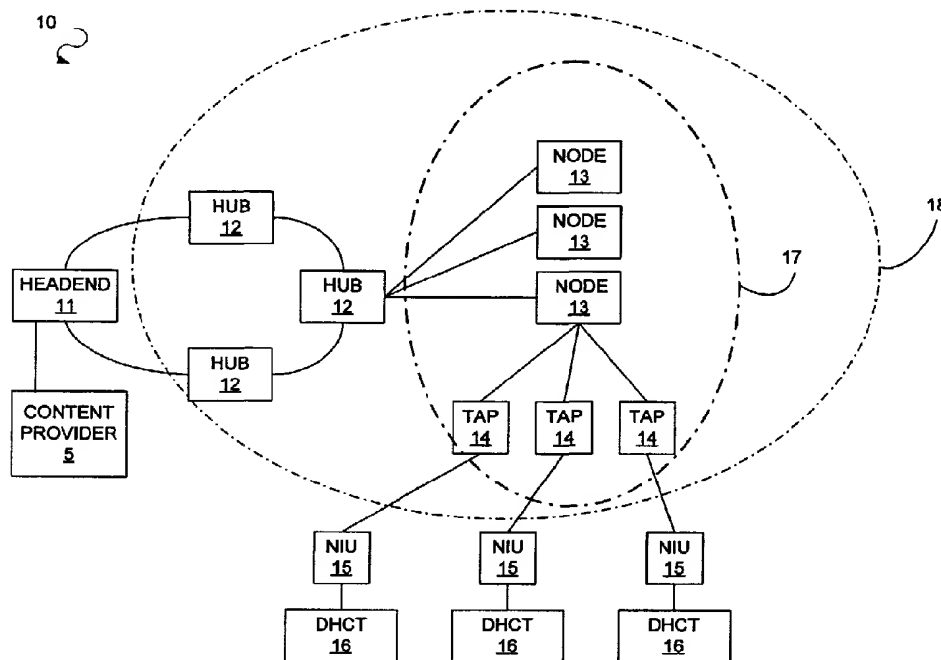 10
NODE
13
18
HUB
12
NODE
13
17
HEADEND
11
HUB
12
NODE
13
HUB
12
CONTENT
PROVIDER
5
TAP
14
TAP
14
TAP
14
NIU
15
NIU
15
NIU
15
DHCT
16
DHCT
16
DHCT
16